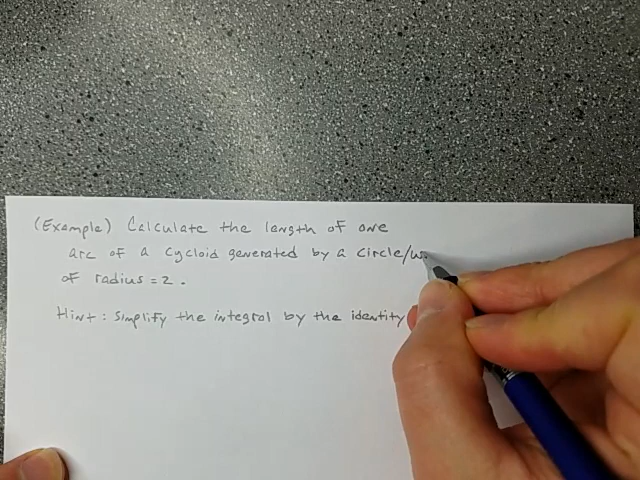 (Example) Calculate the length of one
arc of a cycloid generated by a circle/w
of radius = 2 .
Hint : Simplify the integral by the identity